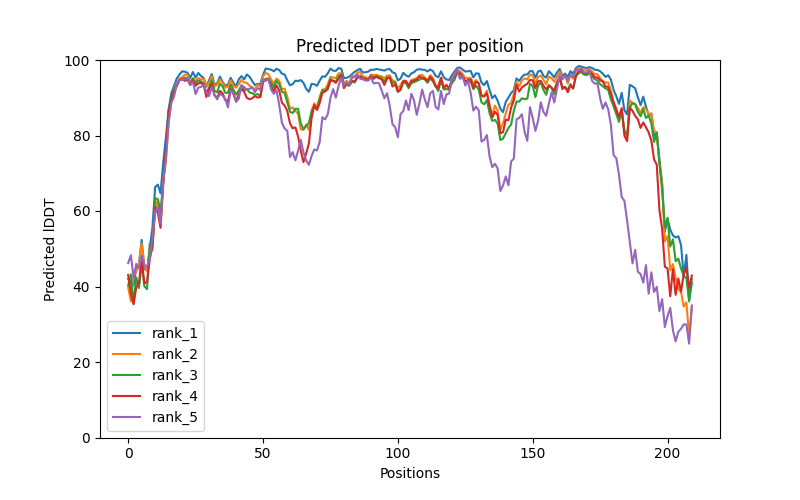 Predicted lDDT per position
Predicted lDDT
100
80
60
40
20
0
rank_1
rank_2
rank_3
rank_4
rank_5
0
50
100
150
200
Positions